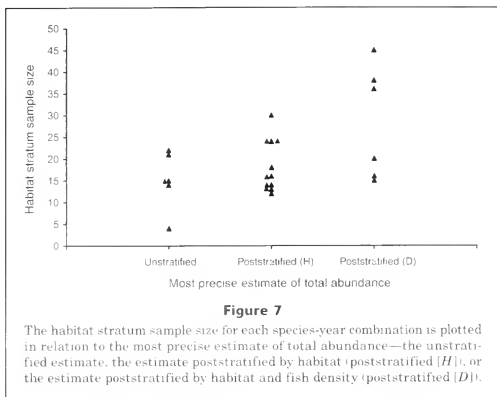 Habitat stratum sample size
50
45
40
35
30
25
20
15
10
5
0
Unstratified Poststratified (H) Poststratified (D)
Most precise estimate of total abundance
Figure 7
The habitat stratum sample size for each species-year combination is plotted
in relation to the most precise estimate of total abundance—the unstrati-
fied estimate, the estimate poststratified by habitat (poststratified [H]), or
the estimate poststratified by habitat and fish density (poststratified [D]).